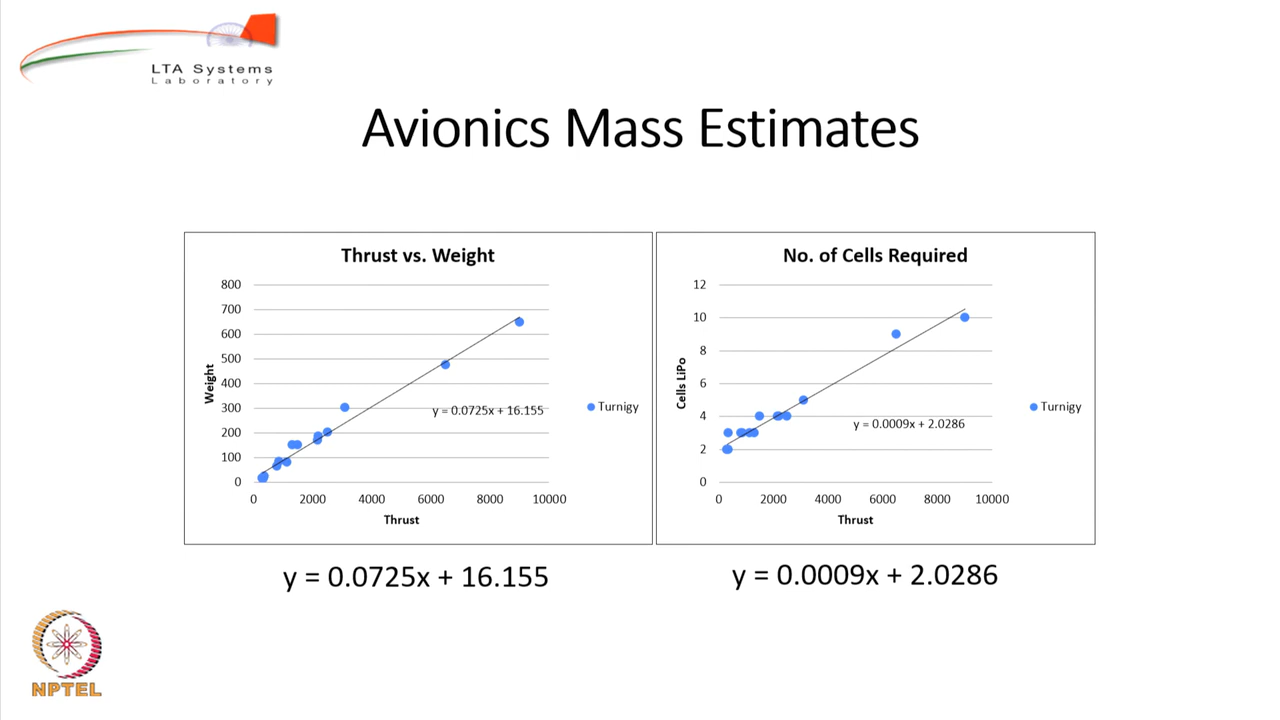 LTA Systems
Laboratory
Avionics Mass Estimates
Thrust vs. Weight
800
700
600
500
400
300
200
100
0
Weight
y = 0.0725x + 16.155
Turnigy
0 2000 4000 6000 8000 10000
Thrust
No. of Cells Required
12
10
8
6
4
2
0
Cells LiPo
y = 0.0009x + 2.0286
Turnigy
0 2000 4000 6000 8000 10000
Thrust
y = 0.0725x + 16.155
y = 0.0009x + 2.0286
NPTEL